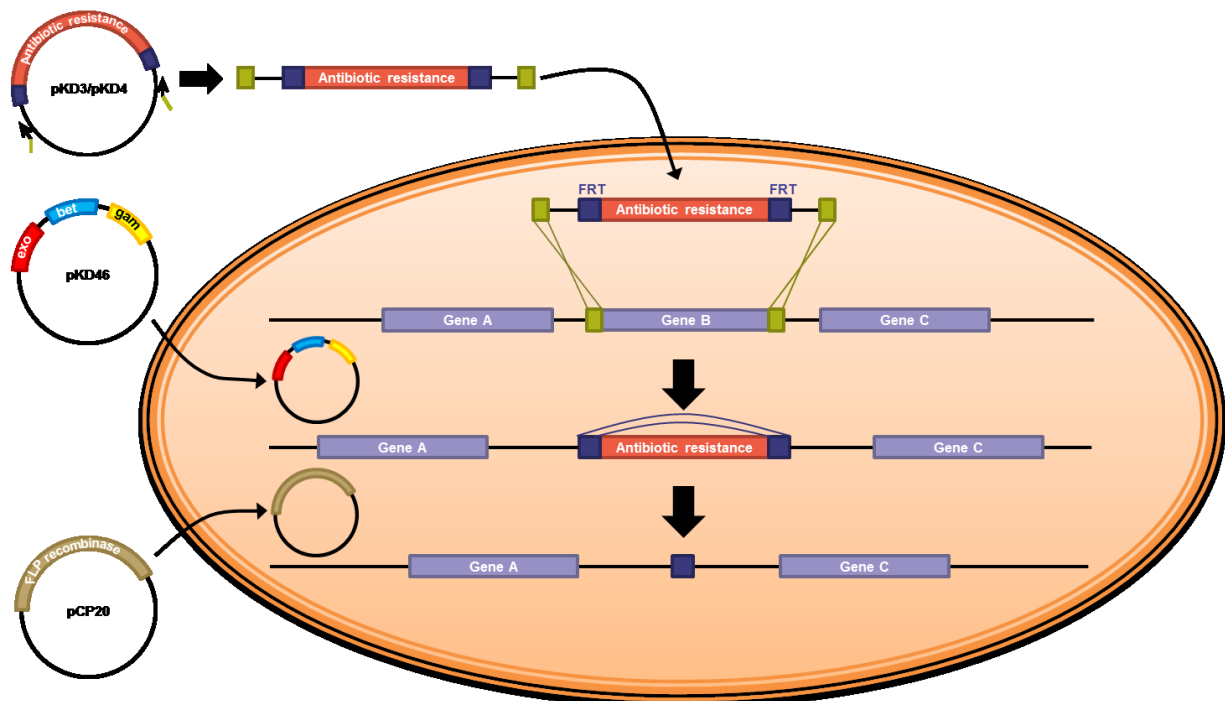 Antibiotic resistance
pKD3/pKD4
Antibiotic resistance
FRT FRT
Antibiotic resistance
exo
bet
gam
pKD46
Gene A Gene B Gene C
Gene A Antibiotic resistance Gene C
FLP recombinase
pCP20
Gene A Gene C